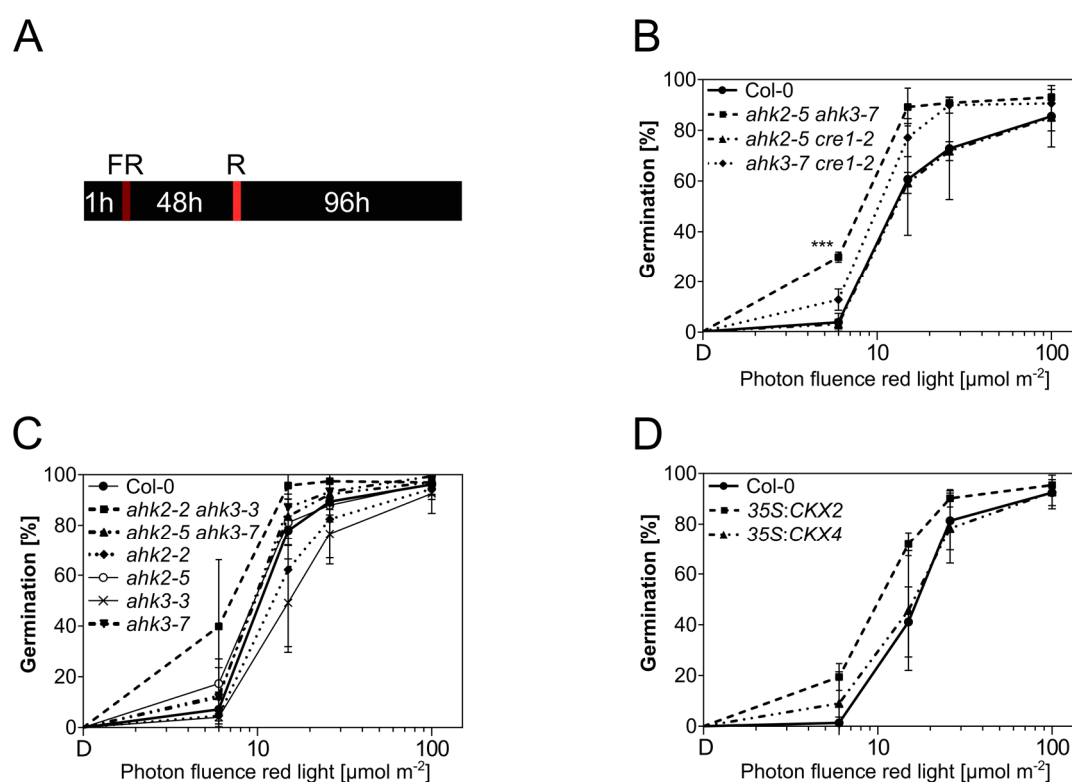 A
FR R
1h 48h 96h
B
100
80
60
40
20
0
Germination [%]
Col-0
ahk2-5 ahk3-7
ahk2-5 cre1-2
ahk3-7 cre1-2
***
D 10 100
Photon fluence red light [µmol m-2]
C
100
80
60
40
20
0
Germination [%]
Col-0
ahk2-2 ahk3-3
ahk2-5 ahk3-7
ahk2-2
ahk2-5
ahk3-3
ahk3-7
D 10 100
Photon fluence red light [µmol m-2]
D
100
80
60
40
20
0
Germination [%]
Col-0
35S:CKX2
35S:CKX4
D 10 100
Photon fluence red light [µmol m-2]